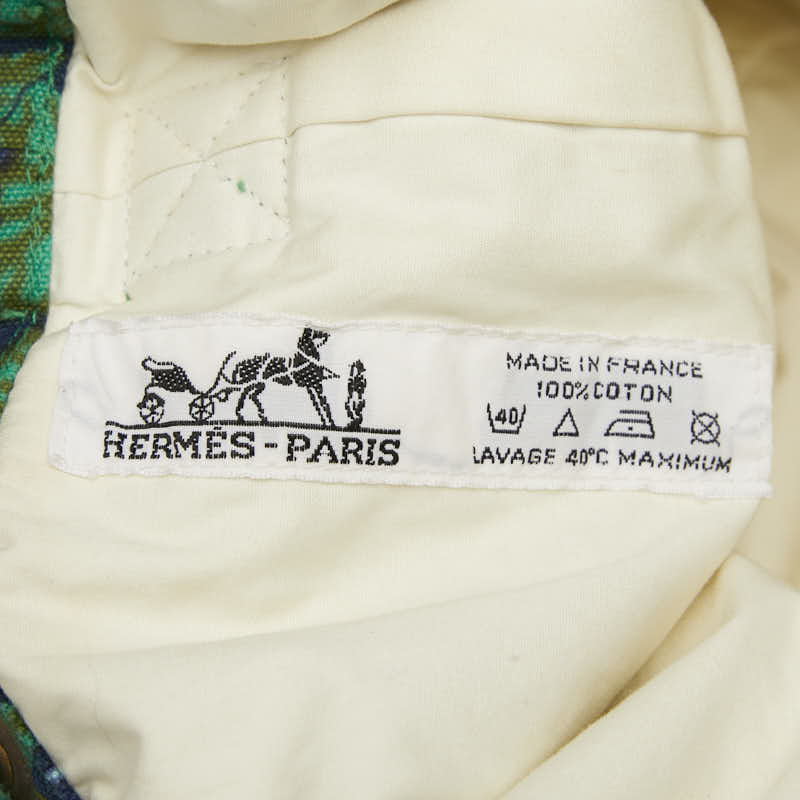 HERMÈS-PARIS
MADE IN FRANCE
100% COTON
40
LAVAGE 40°C MAXIMUM